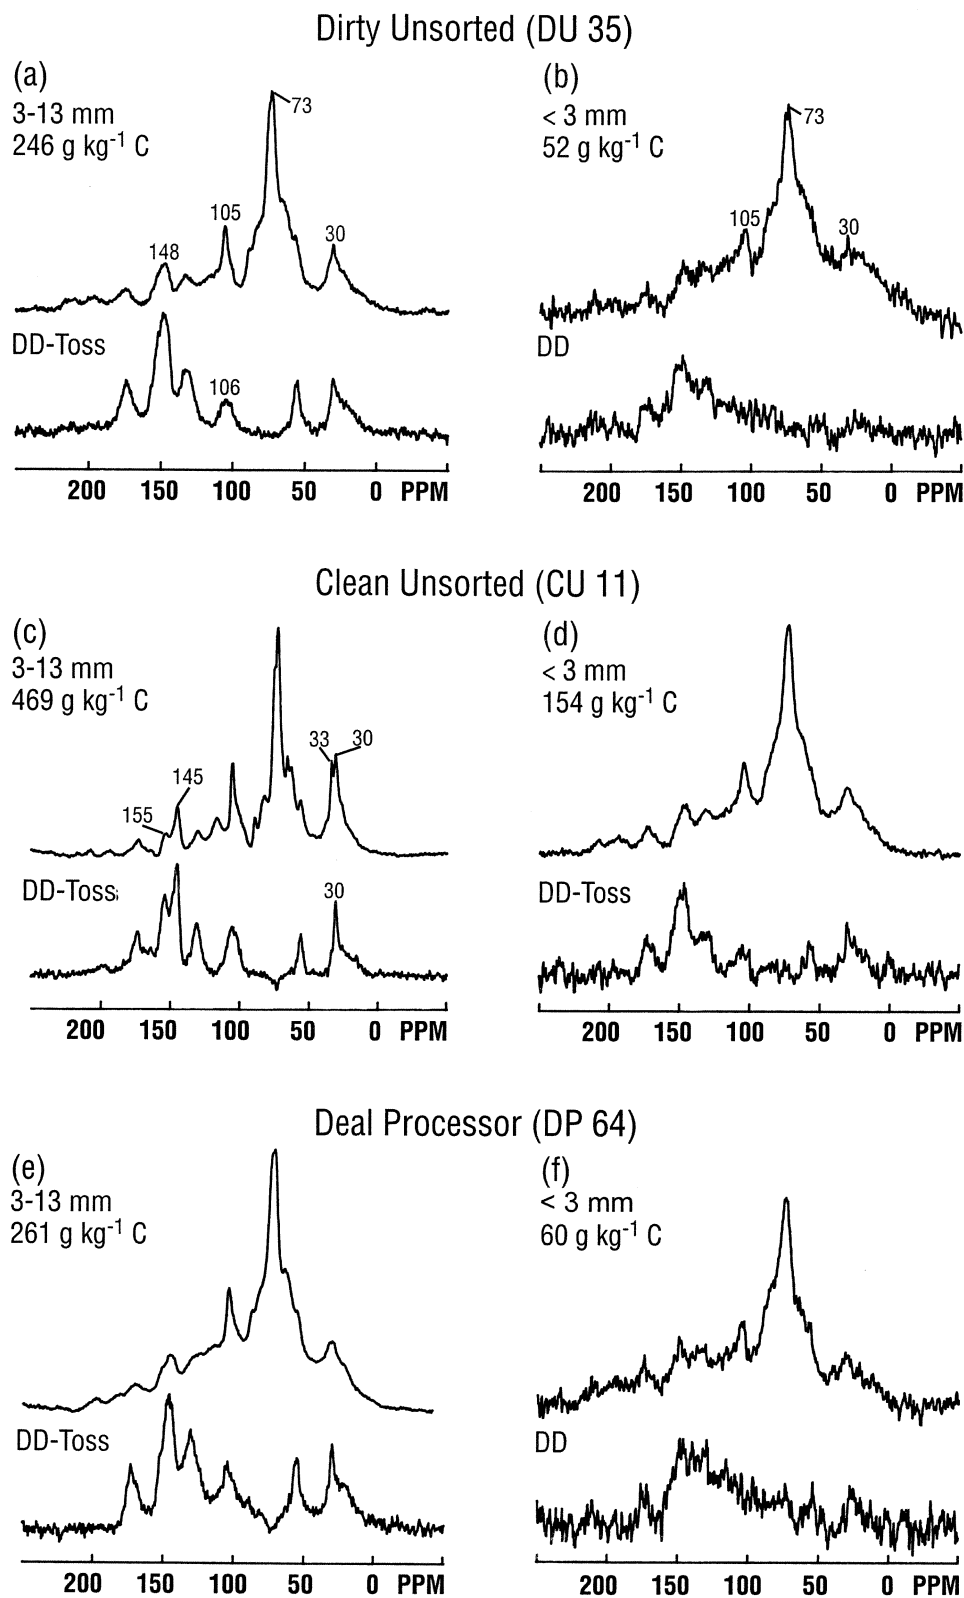 Dirty Unsorted (DU 35)
(a)
3-13 mm
246 g kg-1 C
73
105
148
30
DD-Toss
106
200 150 100 50 0 PPM
(b)
< 3 mm
52 g kg-1 C
73
105
30
DD
200 150 100 50 0 PPM
Clean Unsorted (CU 11)
(c)
3-13 mm
469 g kg-1 C
33 30
145
155
DD-Toss
30
200 150 100 50 0 PPM
(d)
< 3 mm
154 g kg-1 C
DD-Toss
200 150 100 50 0 PPM
Deal Processor (DP 64)
(e)
3-13 mm
261 g kg-1 C
DD-Toss
200 150 100 50 0 PPM
(f)
< 3 mm
60 g kg-1 C
DD
200 150 100 50 0 PPM